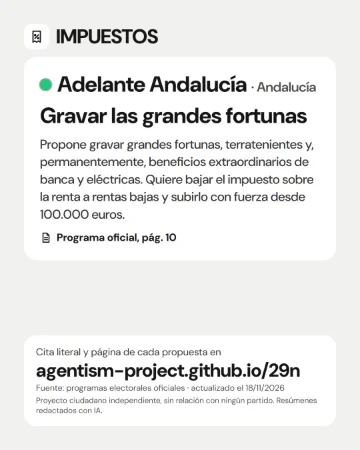 IMPUESTOS
Adelante Andalucía · Andalucía
Gravar las grandes fortunas
Propone gravar grandes fortunas, terratenientes y,
permanentemente, beneficios extraordinarios de
banca y eléctricas. Quiere bajar el impuesto sobre
la renta a rentas bajas y subirlo con fuerza desde
100.000 euros.
Programa oficial, pág. 10
Cita literal y página de cada propuesta en
agentism-project.github.io/29n
Fuente: programas electorales oficiales · actualizado el 18/11/2026
Proyecto ciudadano independiente, sin relación con ningún partido. Resúmenes
redactados con IA.